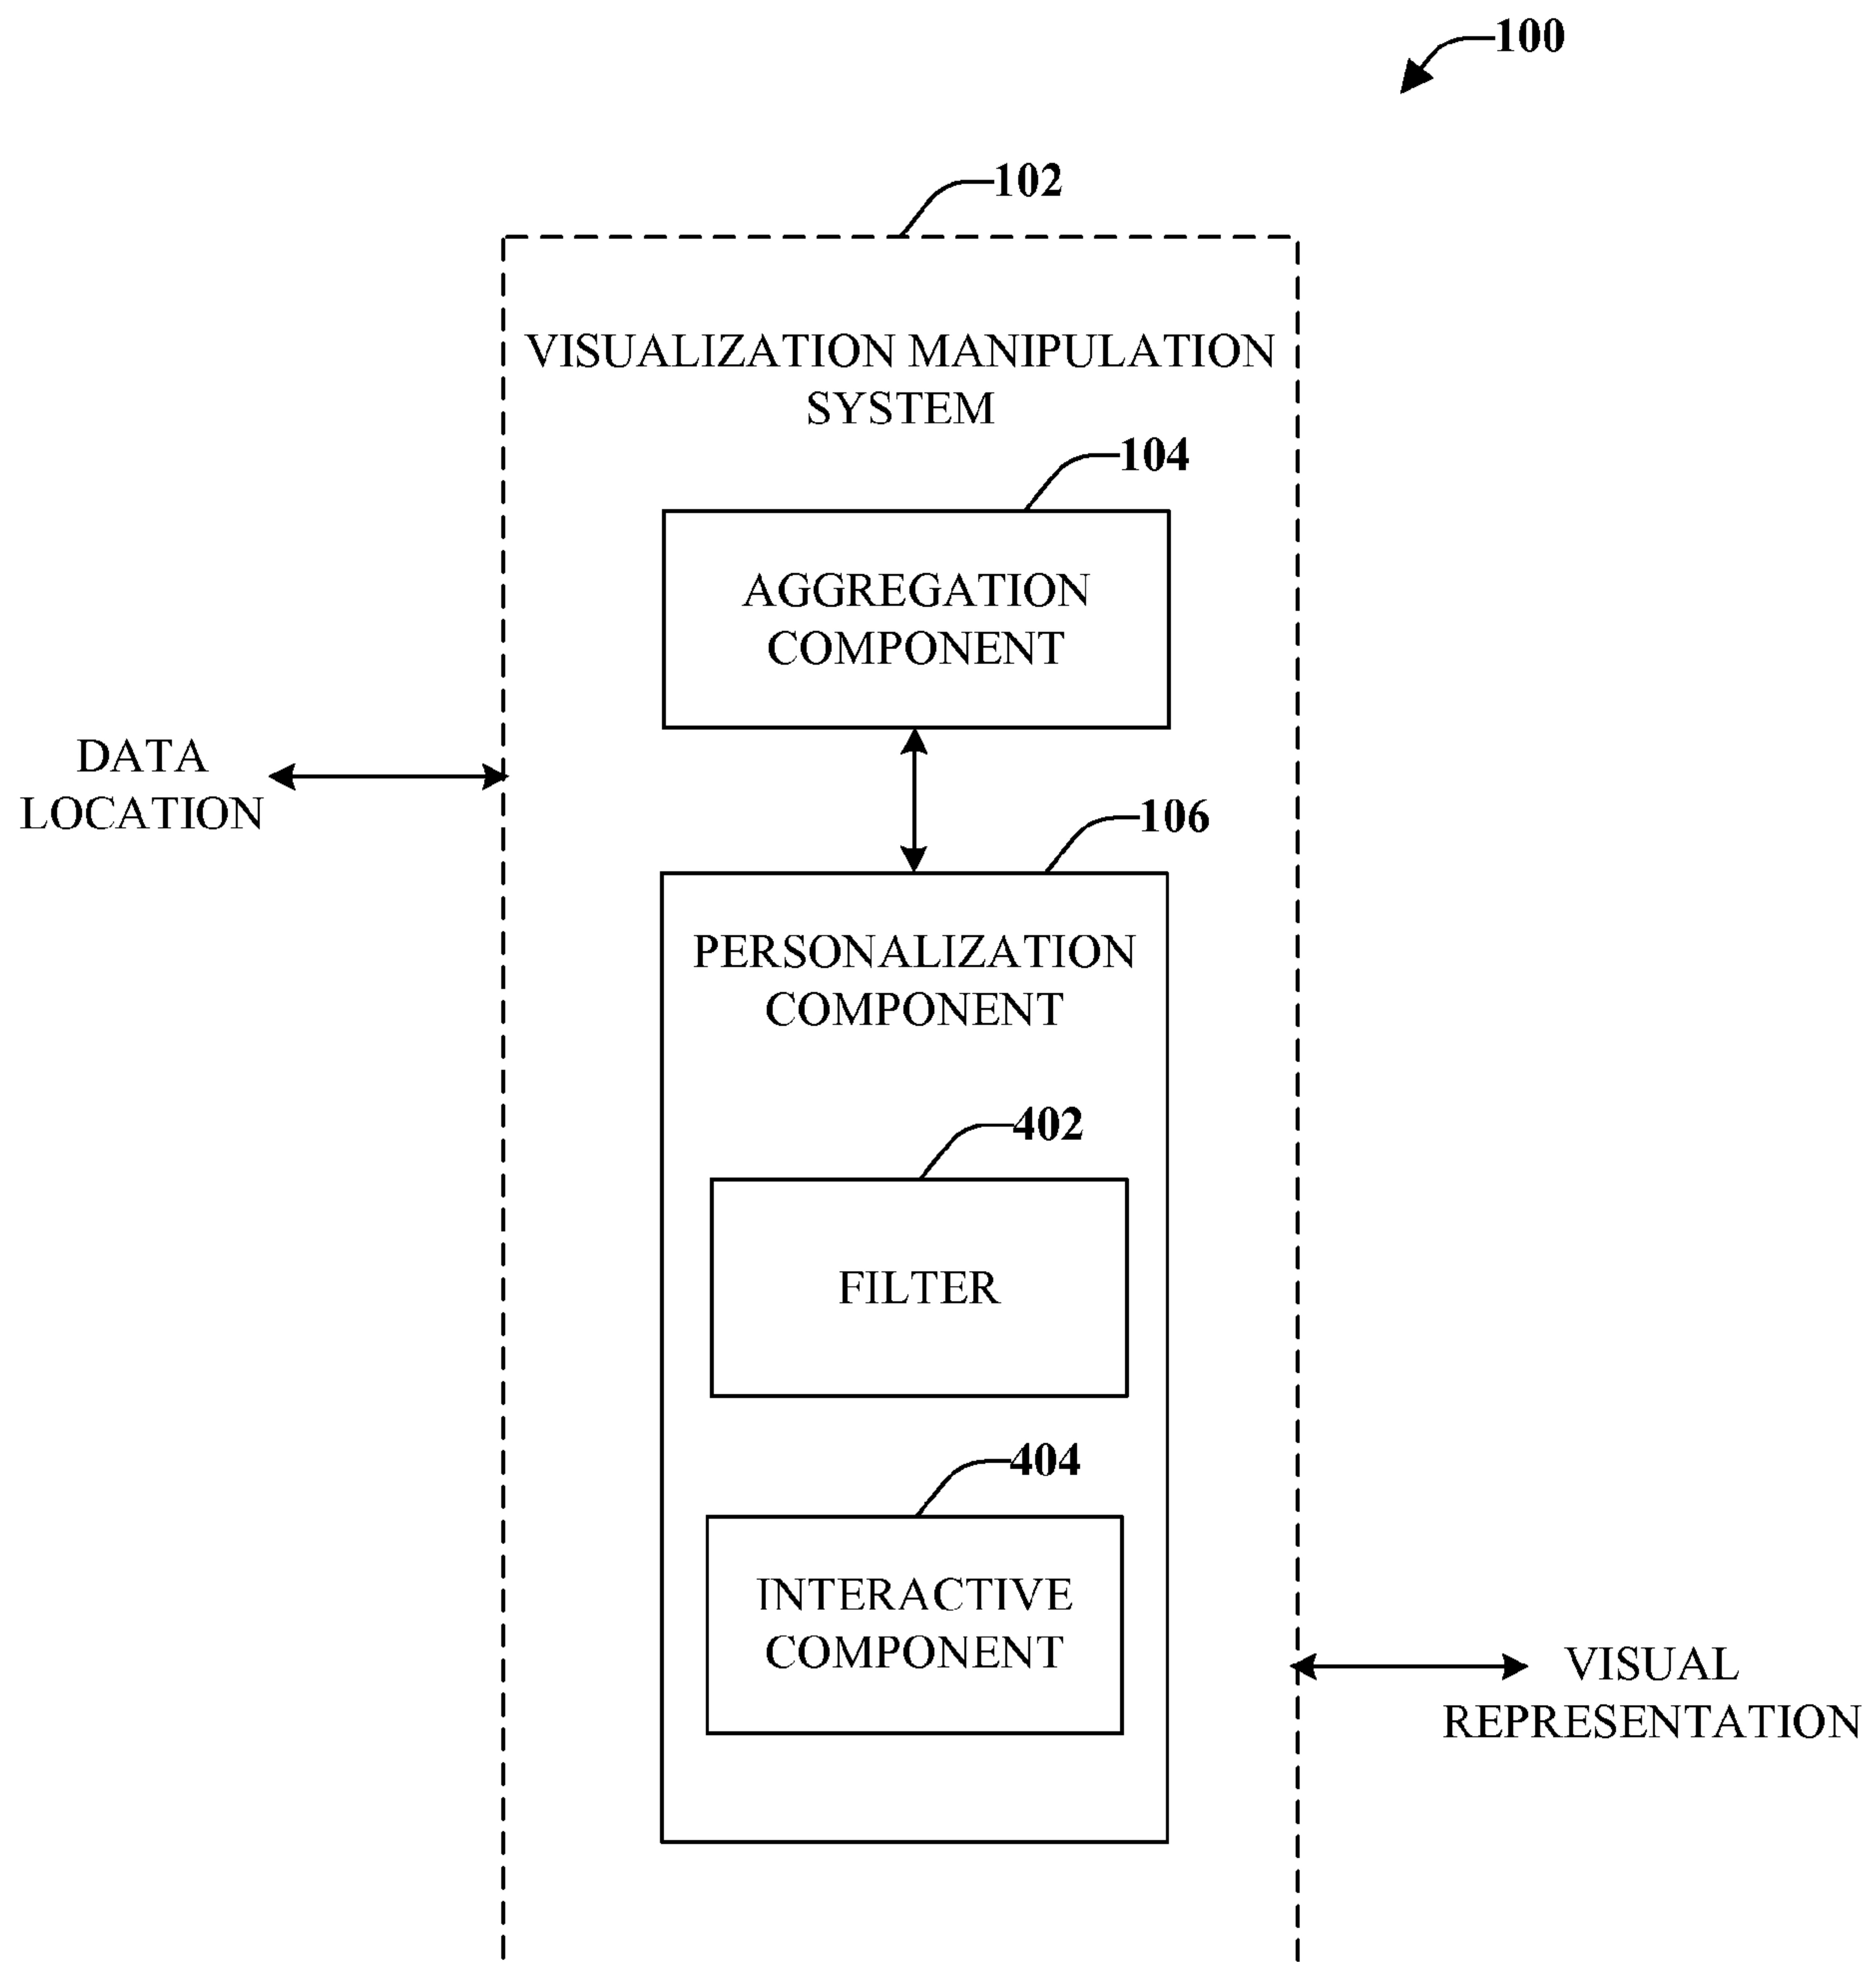 100
102
VISUALIZATION MANIPULATION
SYSTEM
104
AGGREGATION
COMPONENT
DATA
LOCATION
106
PERSONALIZATION
COMPONENT
402
FILTER
404
INTERACTIVE
COMPONENT
VISUAL
REPRESENTATION